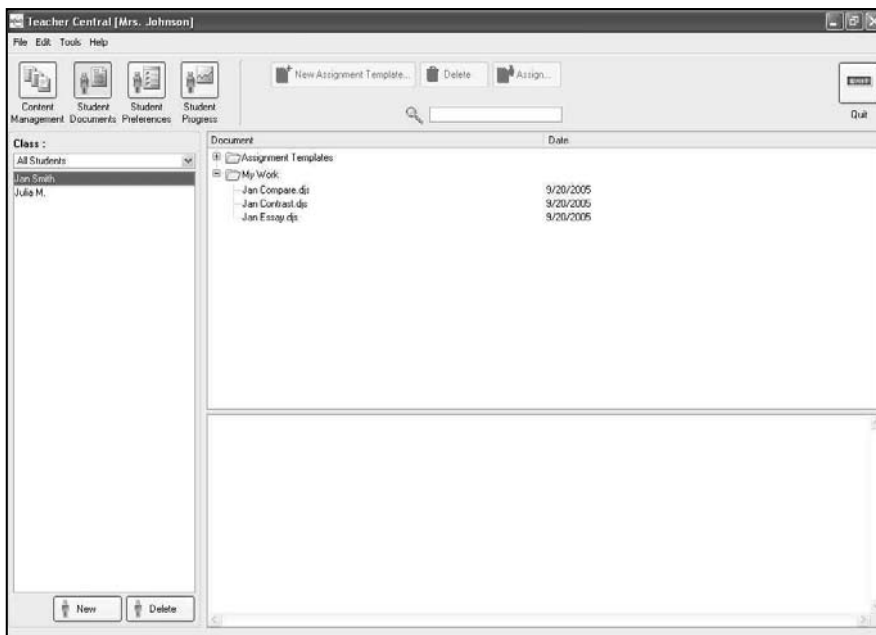 Teacher Central [Mrs. Johnson]
File Edit Tools Help
New Assignment Template... Delete Assign...
Content Management
Student Documents
Student Preferences
Student Progress
Quit
Class :
All Students
Jan Smith
Julia M.
New Delete
Document Date
Assignment Templates
My Work
Jan Compare.djs 9/20/2005
Jan Contrast.djs 9/20/2005
Jan Essay.djs 9/20/2005